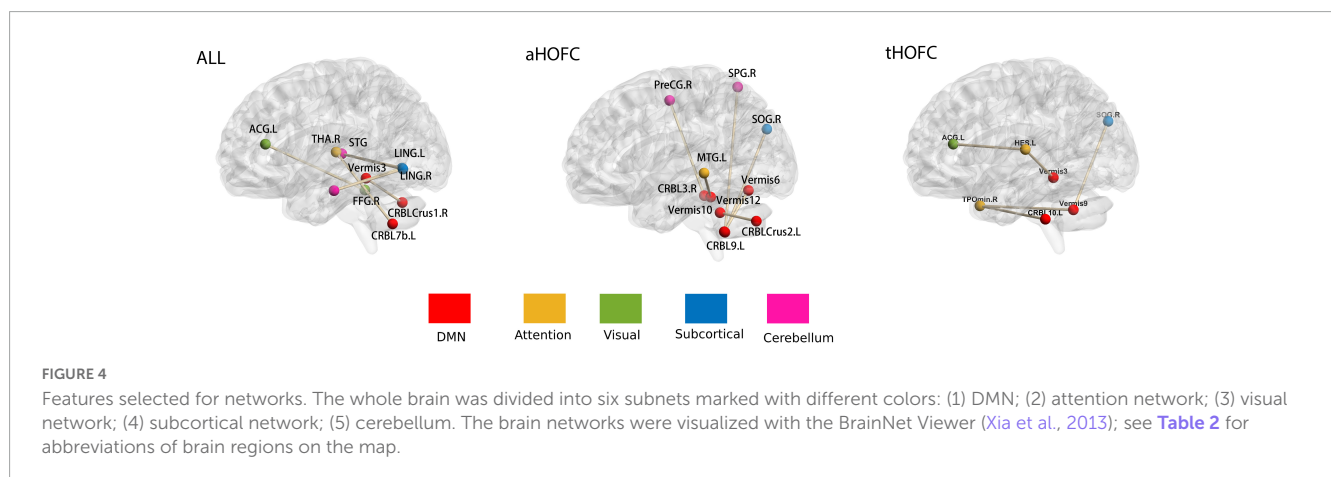 ALL
aHOFC
tHOFC
ACG.L
THA.R
STG
LING.L
Vermis3
LING.R
FFG.R
CRBLCrus1.R
CRBL7b.L
PreCG.R
SPG.R
SOG.R
MTG.L
CRBL3.R
Vermis6
Vermis12
Vermis10
CRBLCrus2.L
CRBL9.L
SOG.R
ACG.L
HES.L
Vermis3
TPOmin.R
Vermis9
CRBL10.L
DMN
Attention
Visual
Subcortical
Cerebellum
FIGURE 4
Features selected for networks. The whole brain was divided into six subnets marked with different colors: (1) DMN; (2) attention network; (3) visual
network; (4) subcortical network; (5) cerebellum. The brain networks were visualized with the BrainNet Viewer (Xia et al., 2013); see Table 2 for
abbreviations of brain regions on the map.